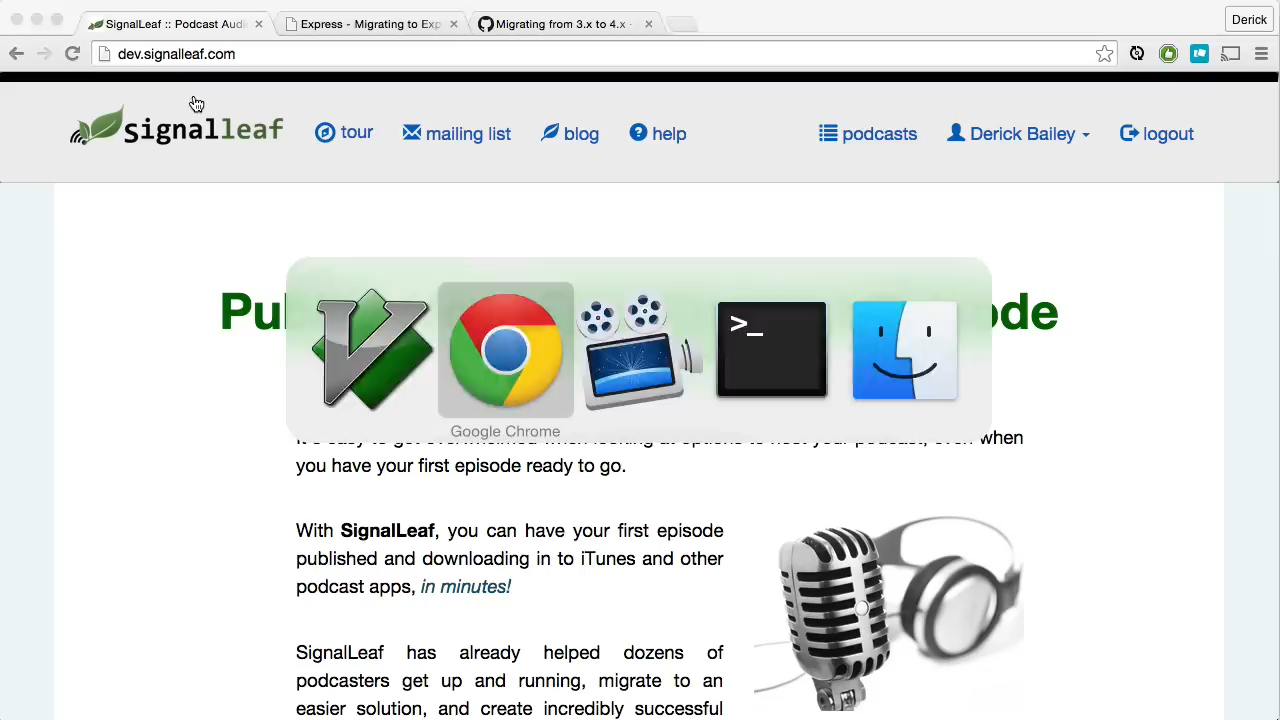 SignalLeaf :: Podcast Audi
Express - Migrating to Exp
Migrating from 3.x to 4.x ·
Derick
dev.signalleaf.com
signalleaf
tour
mailing list
blog
help
podcasts
Derick Bailey
logout
Pu
ode
>_
Google Chrome
you have your first episode ready to go.
With SignalLeaf, you can have your first episode
published and downloading in to iTunes and other
podcast apps, in minutes!
SignalLeaf has already helped dozens of
podcasters get up and running, migrate to an
easier solution, and create incredibly successful